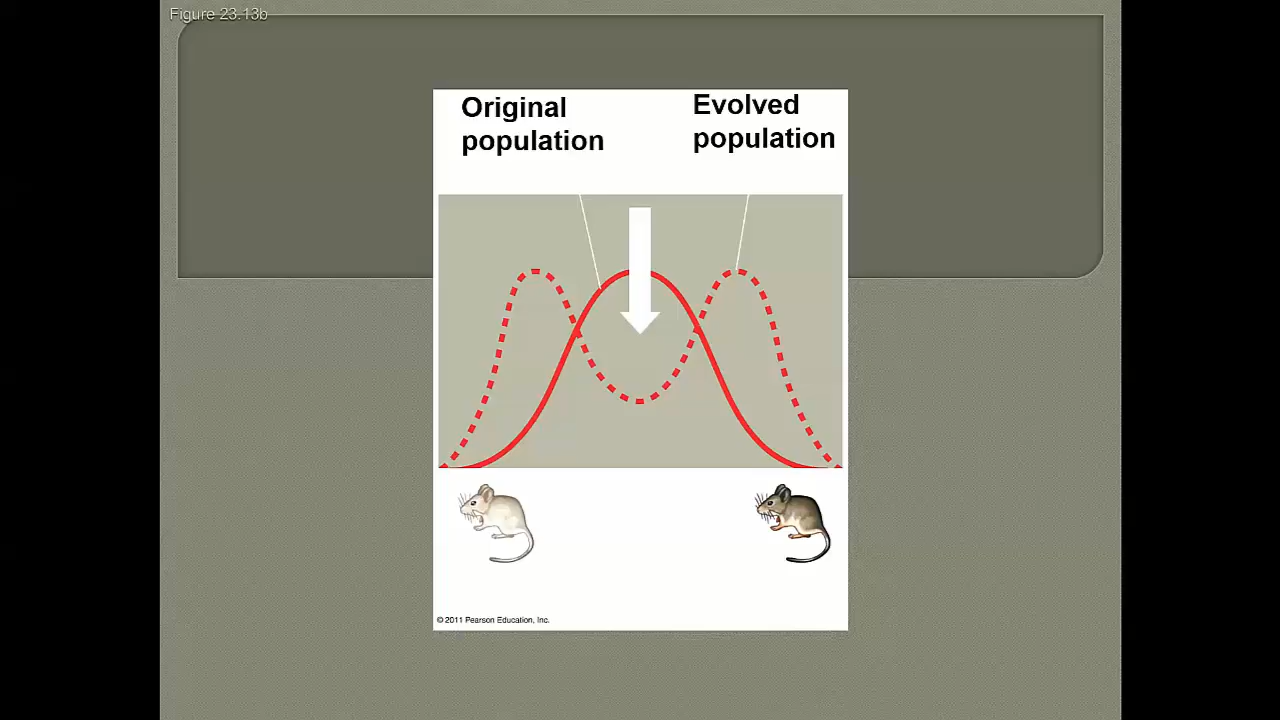 Figure 23.13b
Original
population
Evolved
population
© 2011 Pearson Education, Inc.